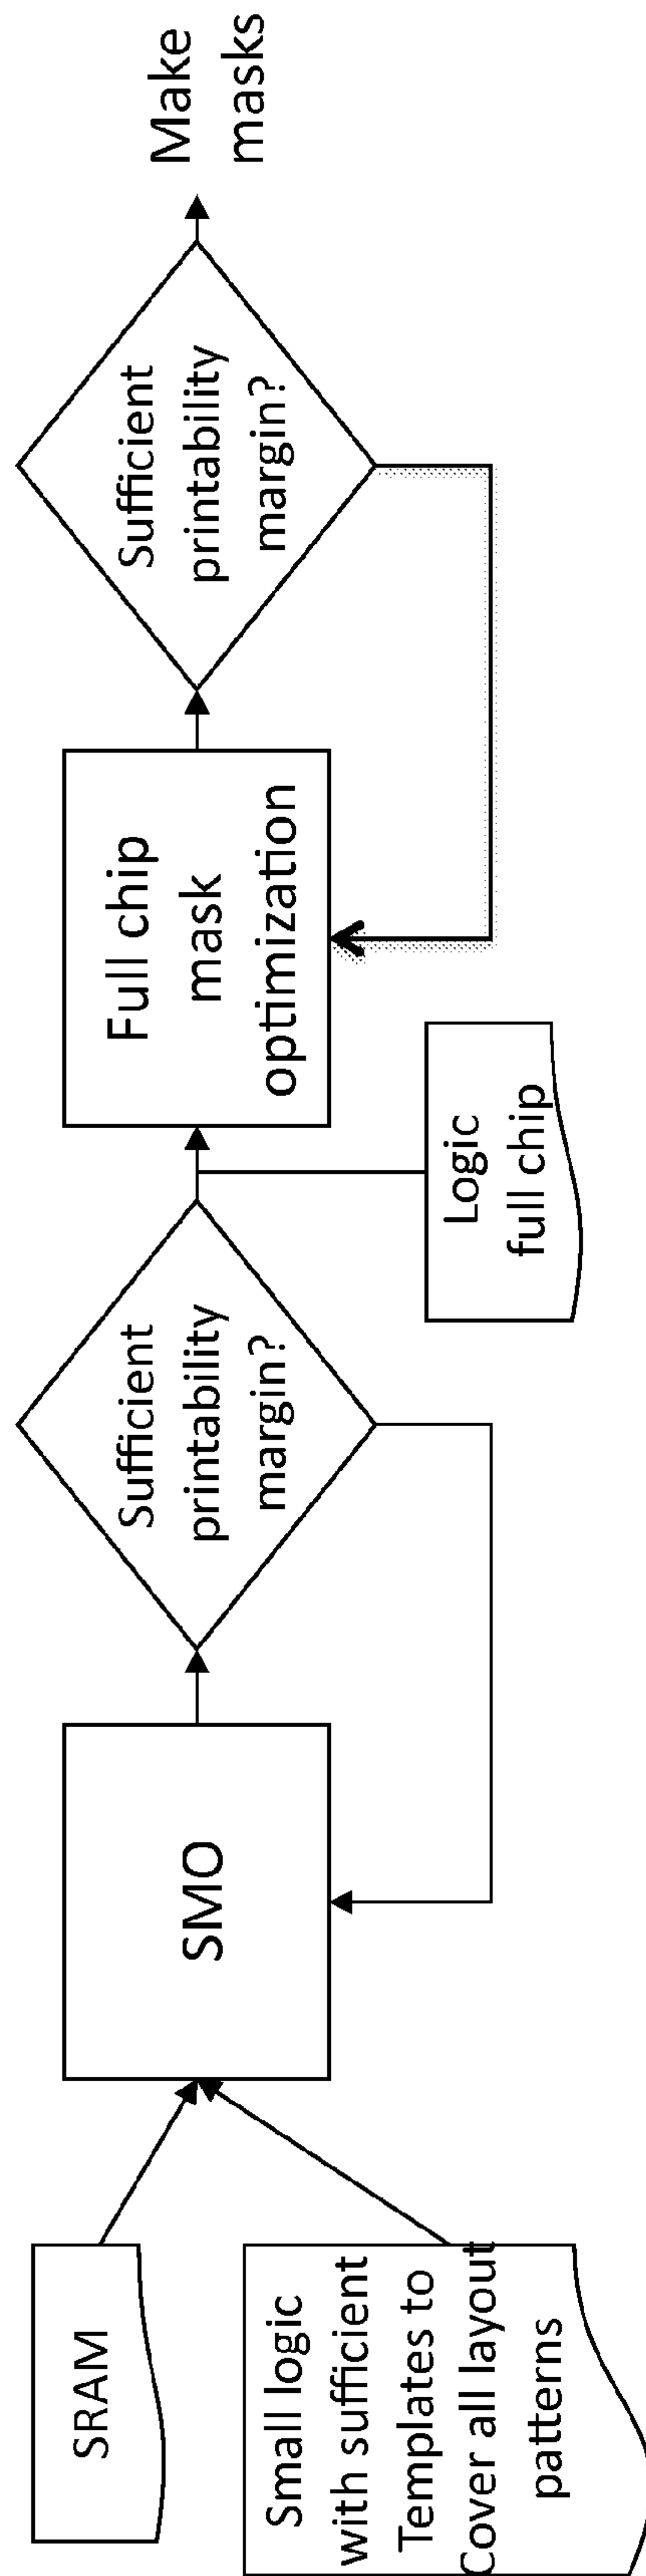 SRAM
Small logic
with sufficient
Templates to
Cover all layout
patterns
SMO
Sufficient
printability
margin?
Logic
full chip
Full chip
mask
optimization
Sufficient
printability
margin?
Make
masks